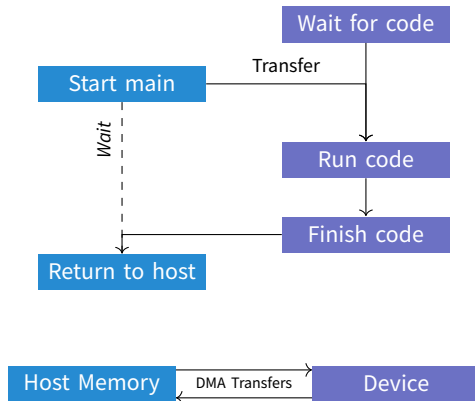 Wait for code
Transfer
Start main
Wait
Run code
Finish code
Return to host
Host Memory
DMA Transfers
Device